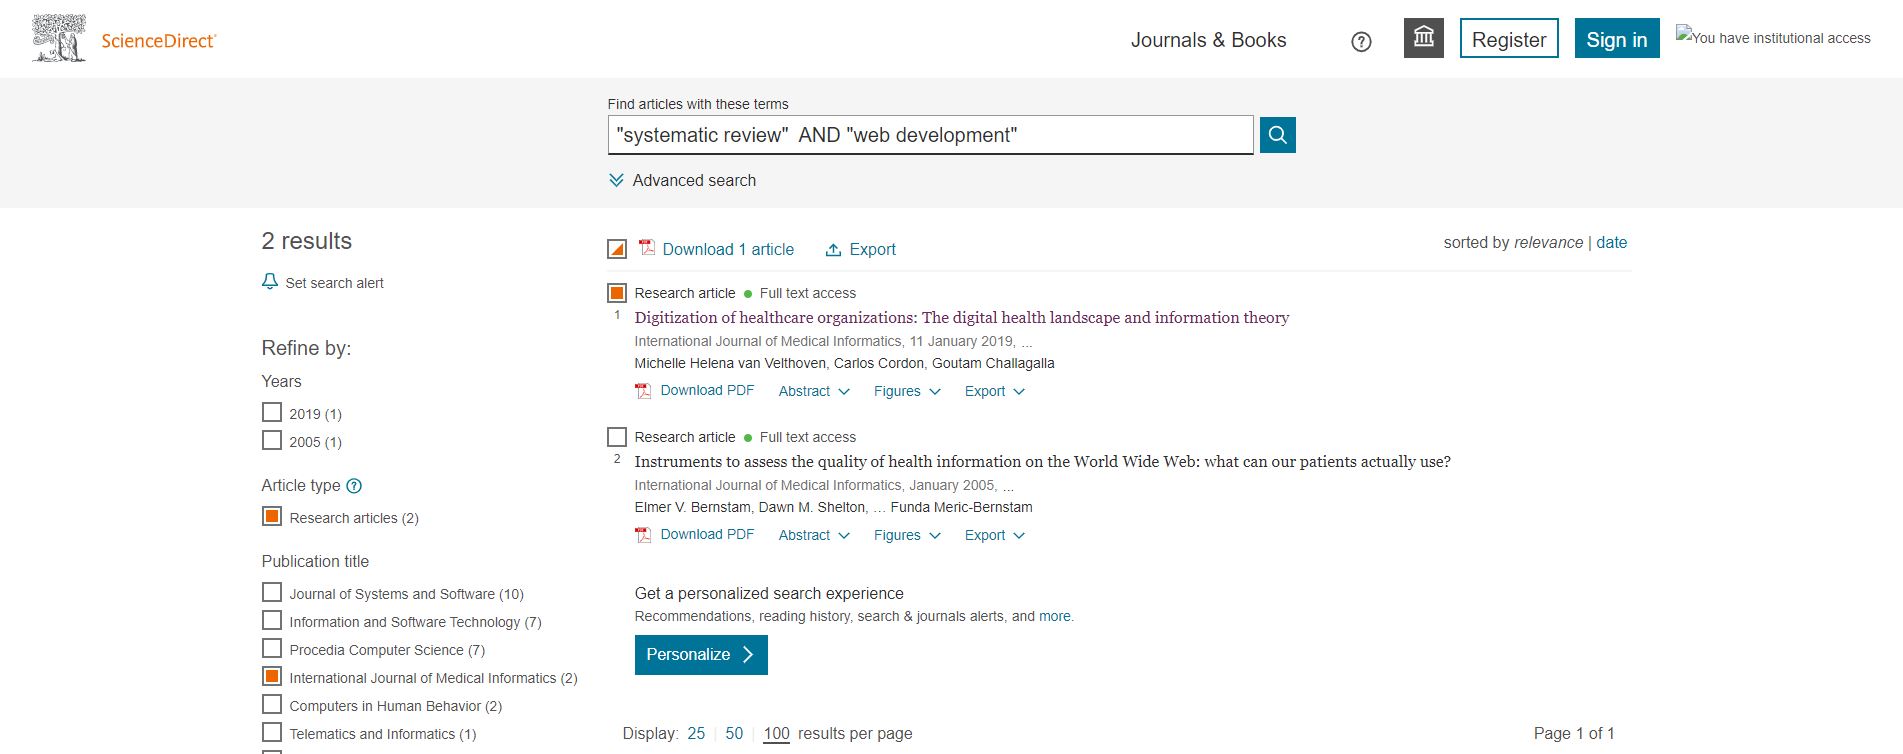 ScienceDirect
Journals & Books
Register
Sign in
You have institutional access
Find articles with these terms
"systematic review"  AND "web development"
Advanced search
2 results
Set search alert
Refine by:
Years
2019 (1)
2005 (1)
Article type
Research articles (2)
Publication title
Journal of Systems and Software (10)
Information and Software Technology (7)
Procedia Computer Science (7)
International Journal of Medical Informatics (2)
Computers in Human Behavior (2)
Telematics and Informatics (1)
Download 1 article
Export
sorted by relevance | date
Research article Full text access
1 Digitization of healthcare organizations: The digital health landscape and information theory
International Journal of Medical Informatics, 11 January 2019, ...
Michelle Helena van Velthoven, Carlos Cordon, Goutam Challagalla
Download PDF Abstract Figures Export
Research article Full text access
2 Instruments to assess the quality of health information on the World Wide Web: what can our patients actually use?
International Journal of Medical Informatics, January 2005, ...
Elmer V. Bernstam, Dawn M. Shelton, ... Funda Meric-Bernstam
Download PDF Abstract Figures Export
Get a personalized search experience
Recommendations, reading history, search & journals alerts, and more.
Personalize
Display: 25 | 50 | 100 results per page
Page 1 of 1